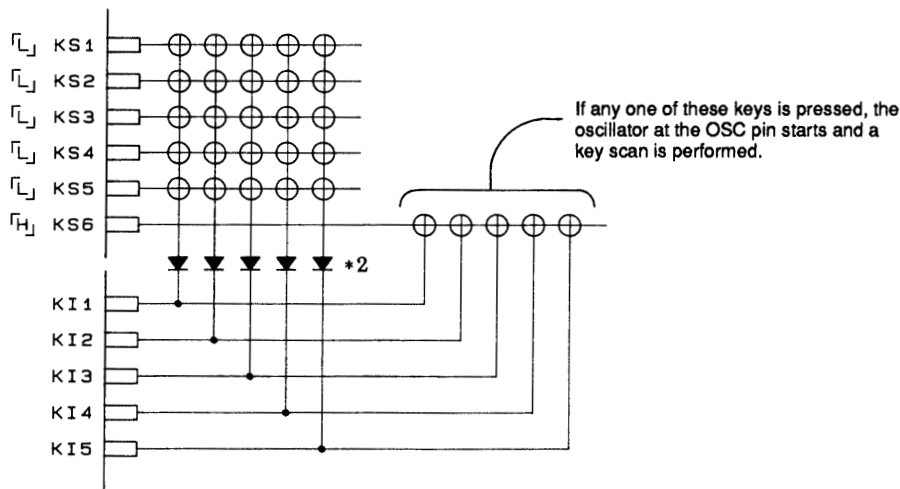 「L」 KS1
「L」 KS2
「L」 KS3
「L」 KS4
「L」 KS5
「H」 KS6
If any one of these keys is pressed, the
oscillator at the OSC pin starts and a
key scan is performed.
*2
KI1
KI2
KI3
KI4
KI5